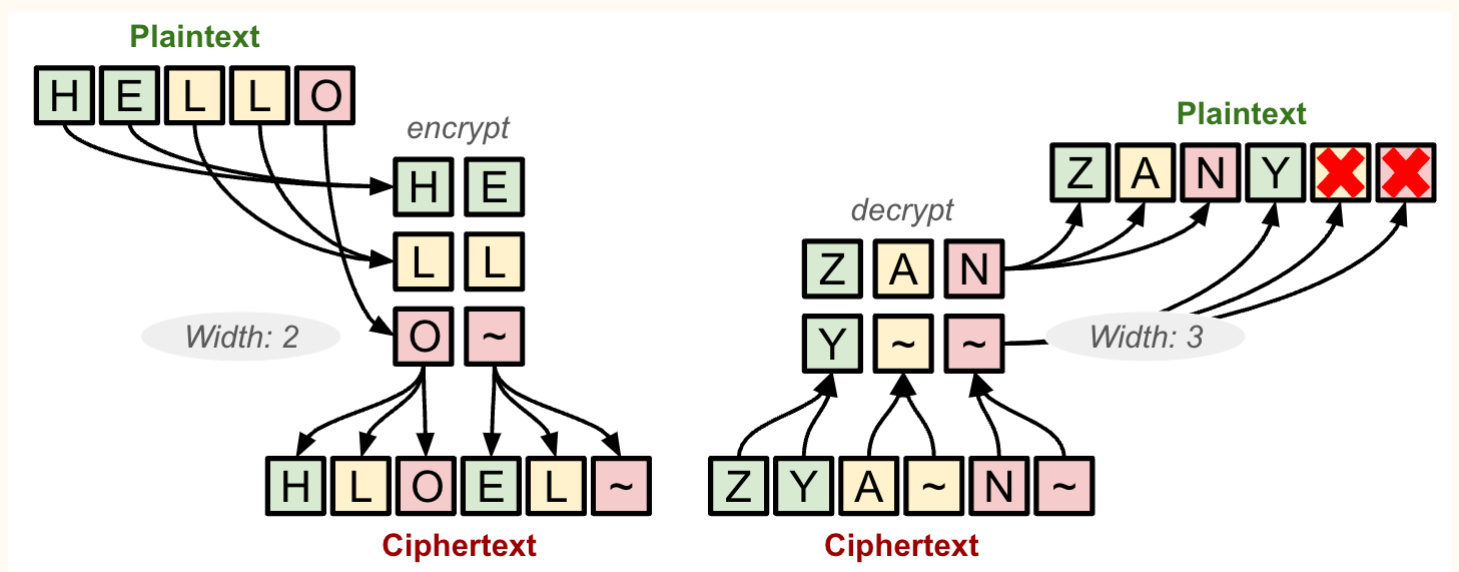 Plaintext
H E L L O
encrypt
H E
L L
O ~
Width: 2
H L O E L ~
Ciphertext
Plaintext
Z A N Y
decrypt
Z A N
Y ~ ~
Width: 3
Z Y A ~ N ~
Ciphertext